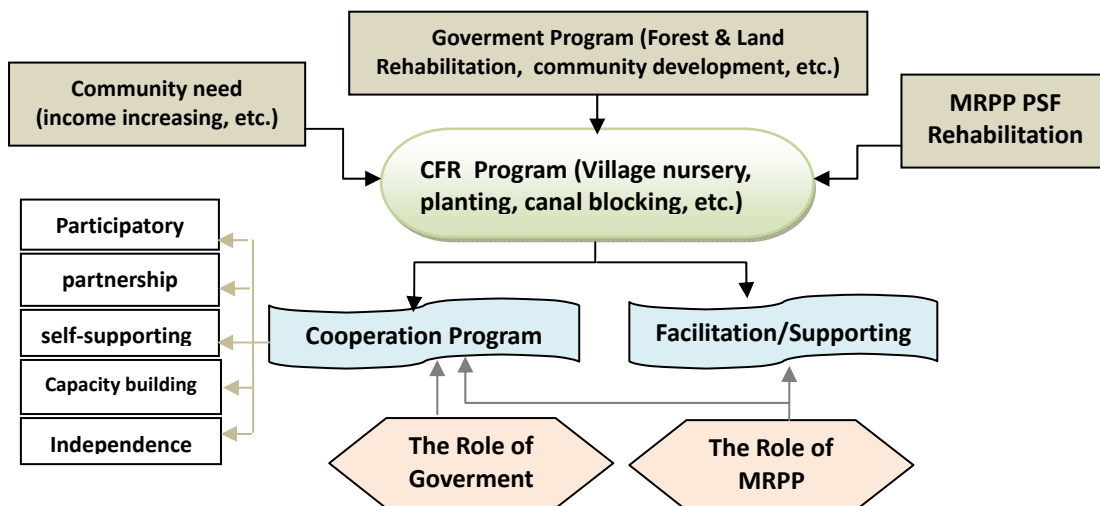 Goverment Program (Forest & Land
Rehabilitation, community development, etc.)
Community need
(income increasing, etc.)
MRPP PSF
Rehabilitation
CFR Program (Village nursery,
planting, canal blocking, etc.)
Participatory
partnership
self-supporting
Capacity building
Independence
Cooperation Program
Facilitation/Supporting
The Role of
Goverment
The Role of
MRPP